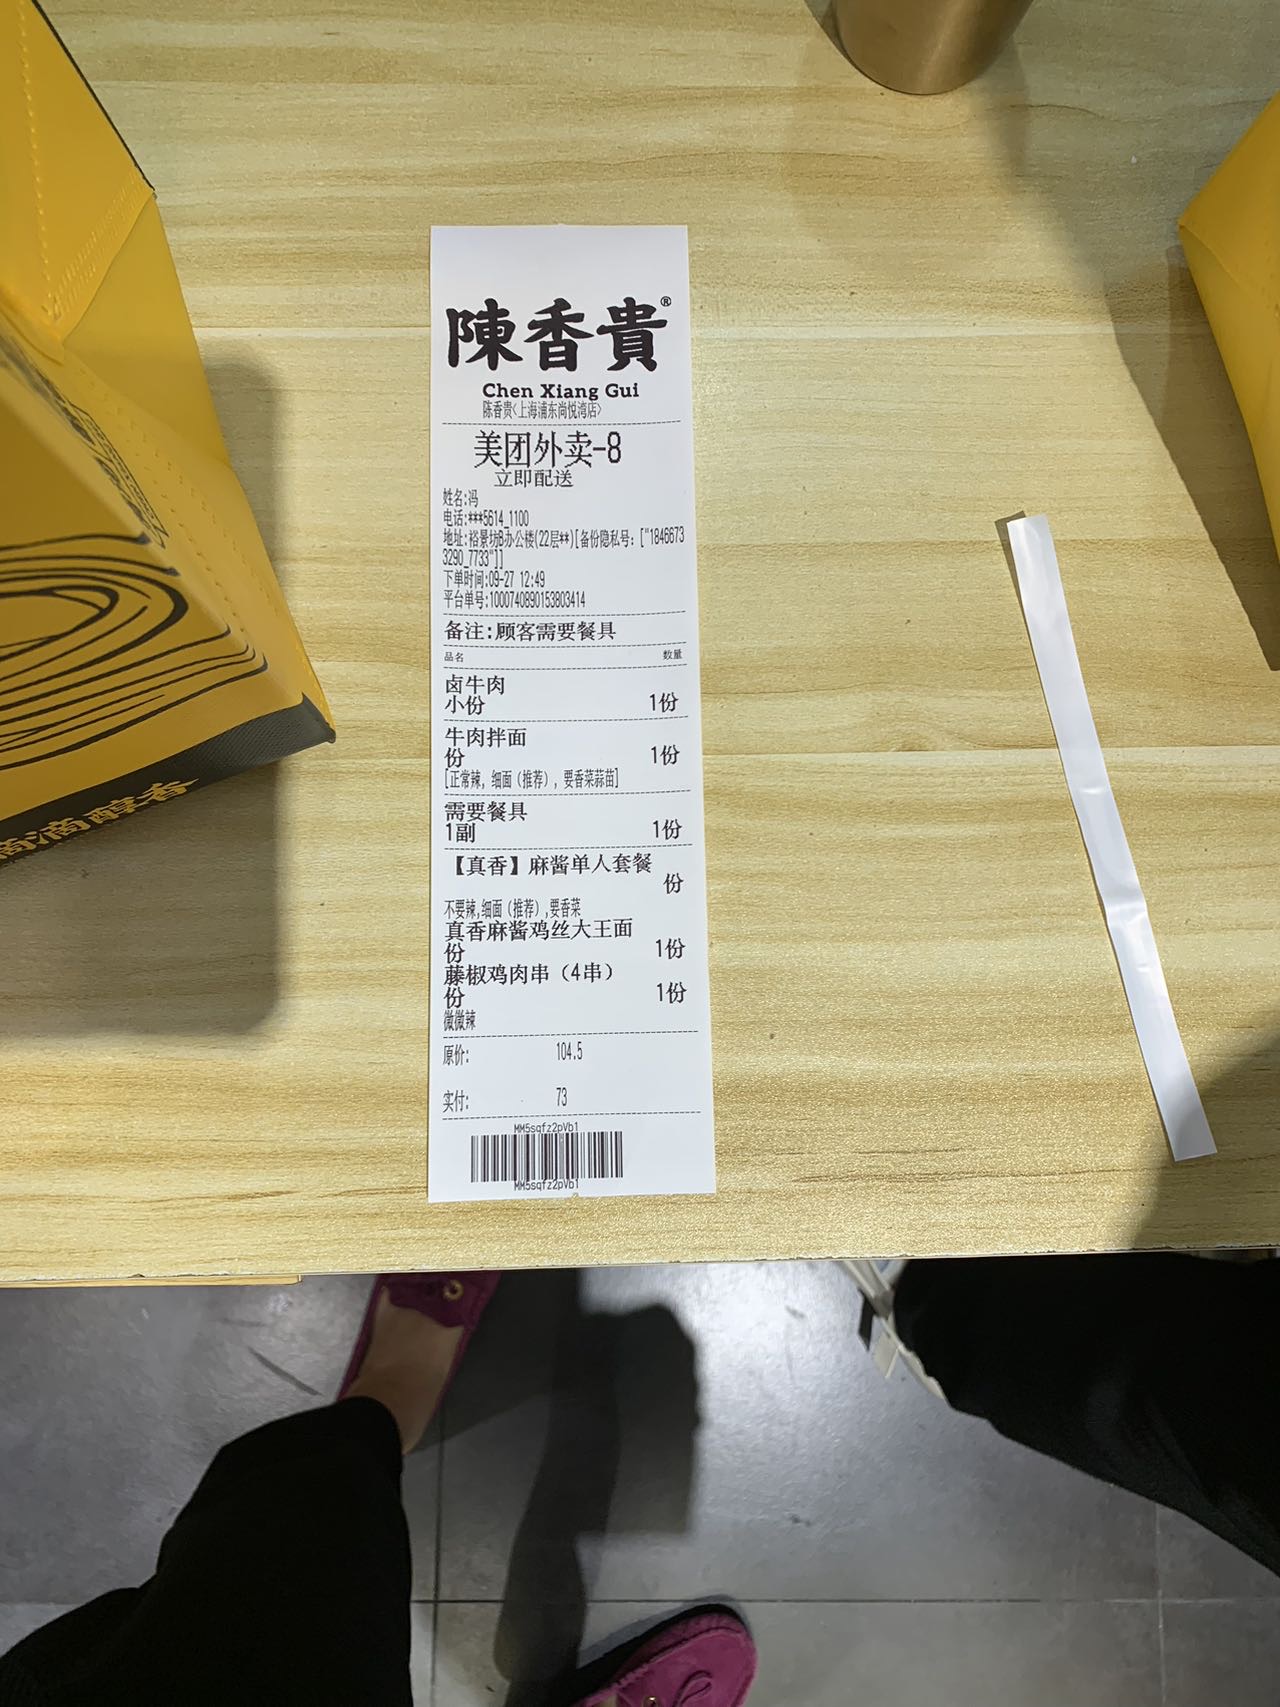 陳香貴®
Chen Xiang Gui
陈香贵<上海浦东尚悦湾店>
美团外卖-8
立即配送
姓名:冯
电话:***5614_1100
地址:裕景坊B办公楼(22层**)[备份隐私号: ["1846673
3290_7733"]]
下单时间:09-27 12:49
平台单号:1000740890153803414
备注:顾客需要餐具
品名 数量
卤牛肉
小份 1份
牛肉拌面
份 1份
[正常辣, 细面(推荐), 要香菜蒜苗]
需要餐具
1副 1份
【真香】麻酱单人套餐
份
不要辣,细面(推荐),要香菜
真香麻酱鸡丝大王面
份 1份
藤椒鸡肉串(4串)
份 1份
微微辣
原价: 104.5
实付: 73
MM5sqfz2pVb1
MM5sqfz2pVb1
滴滴醇香